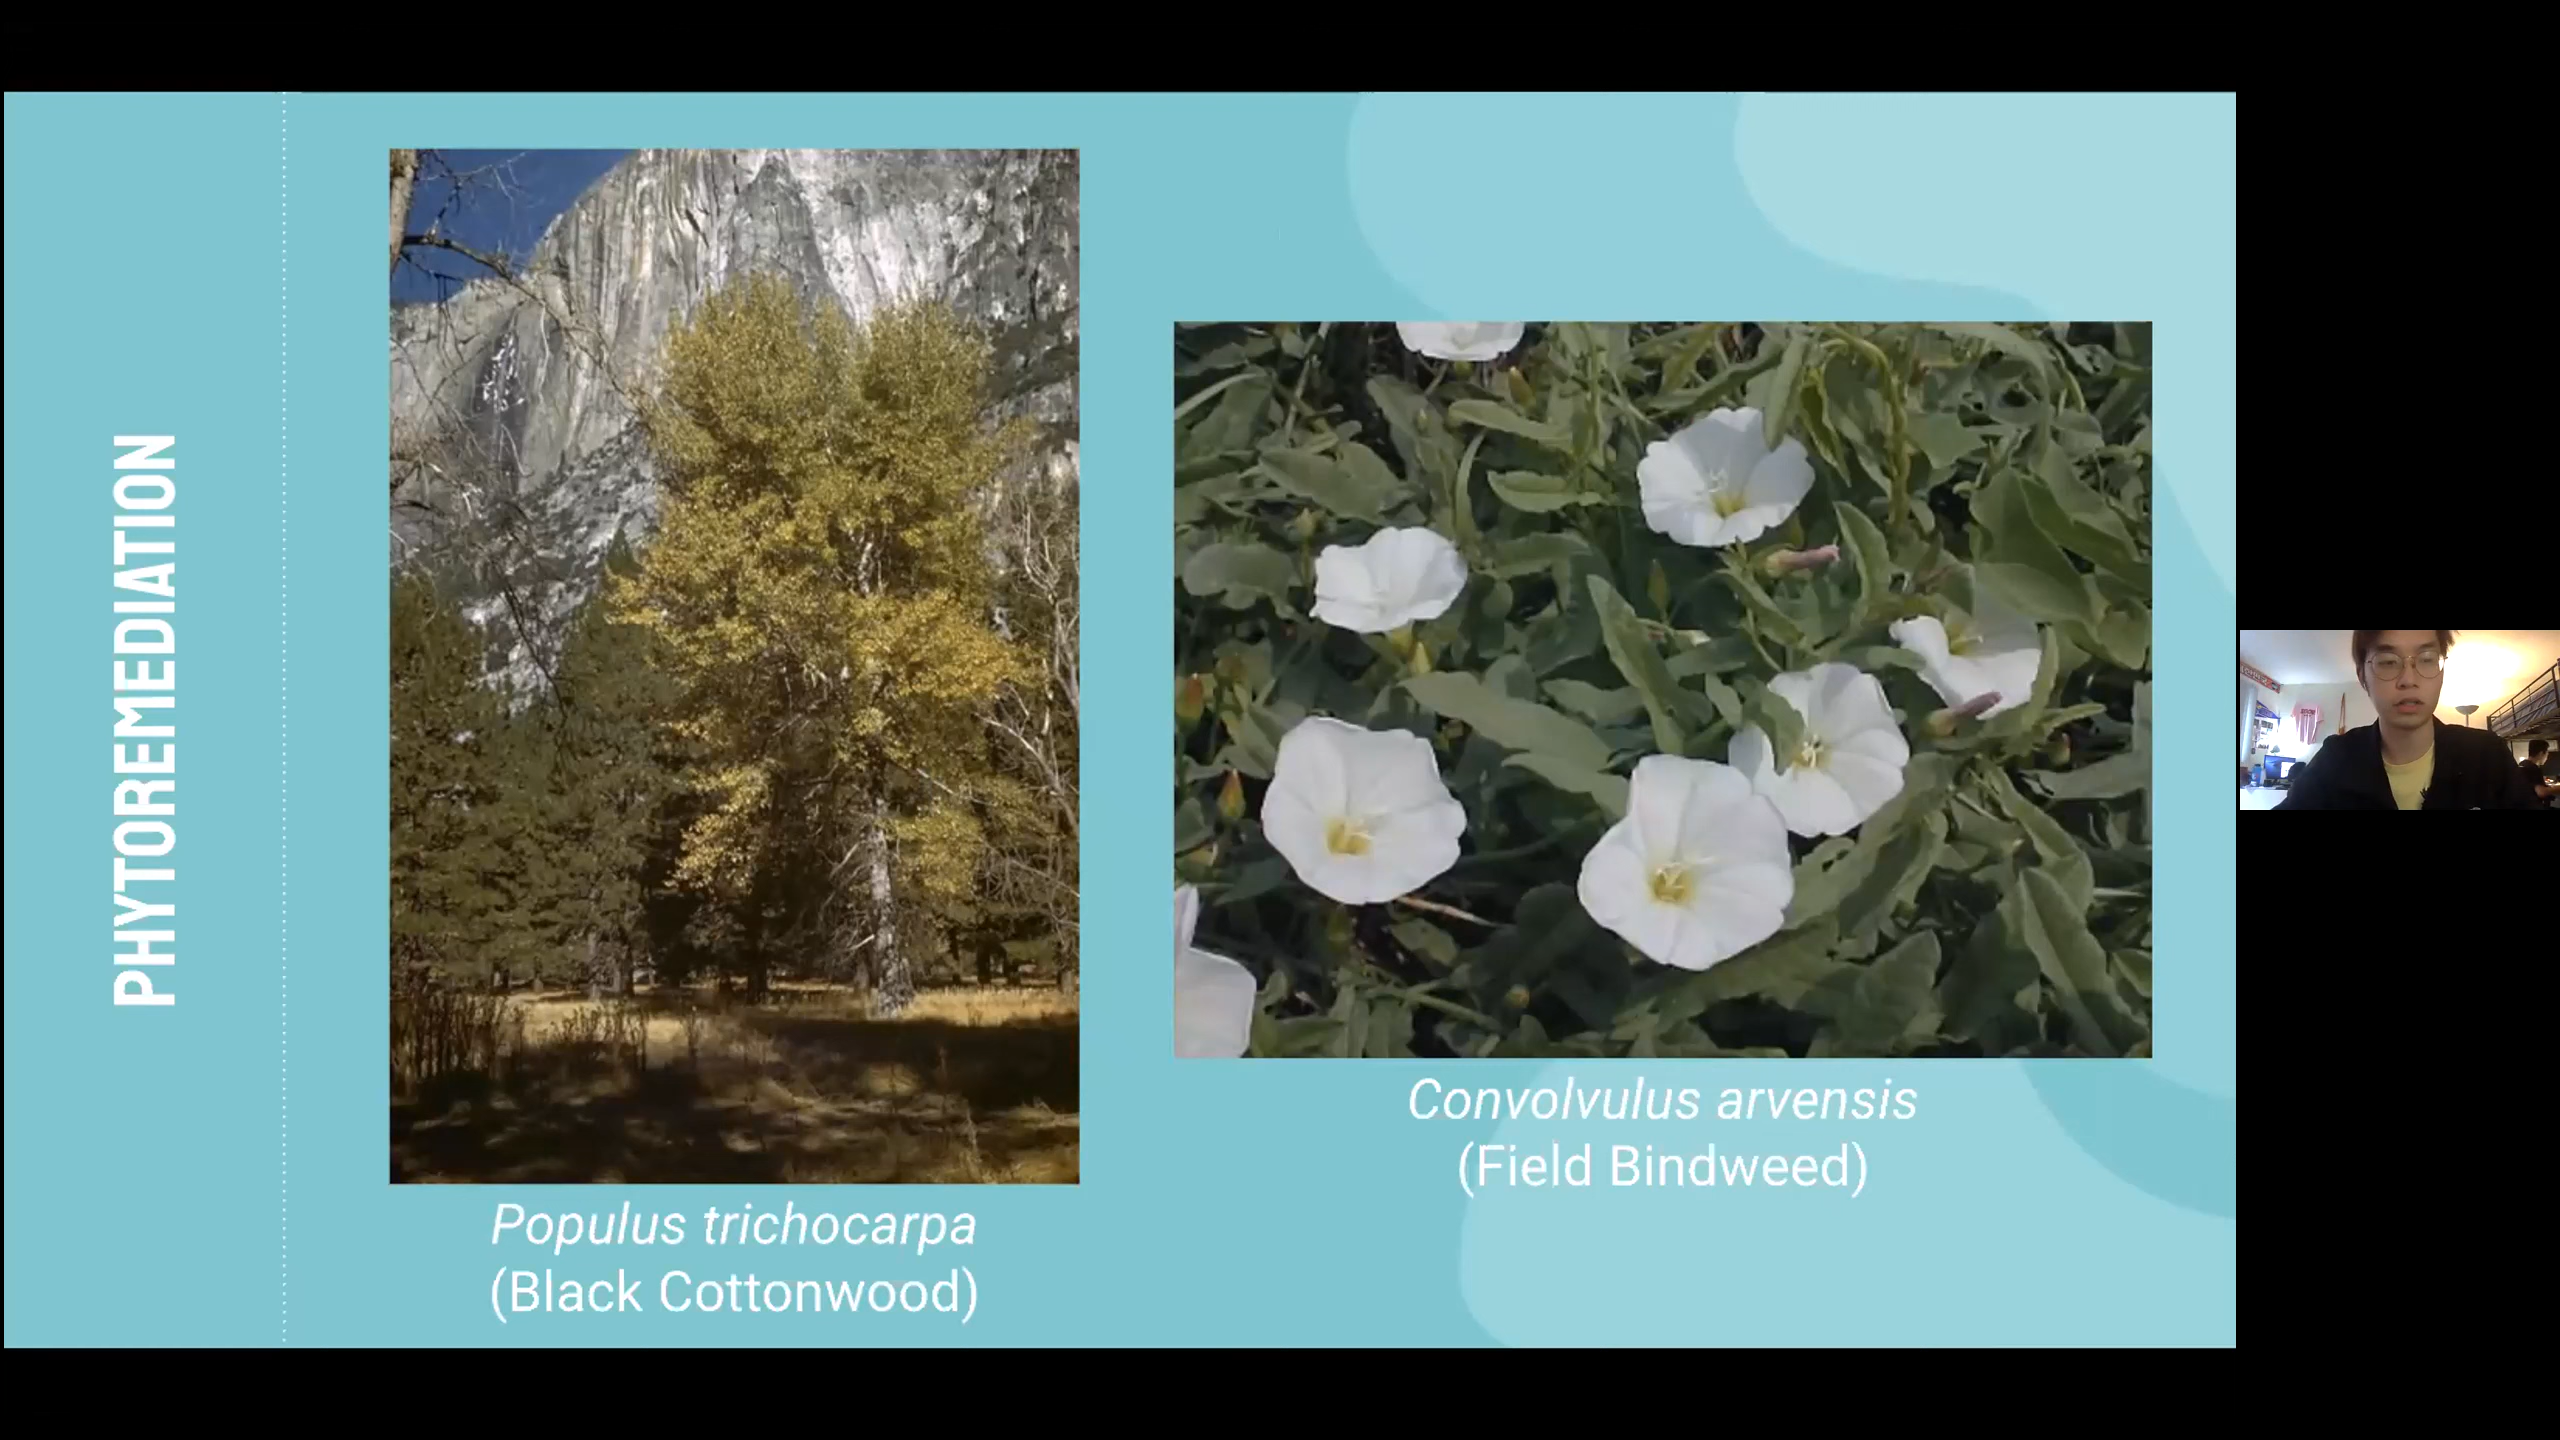 PHYTOREMEDIATION
Populus trichocarpa
(Black Cottonwood)
Convolvulus arvensis
(Field Bindweed)